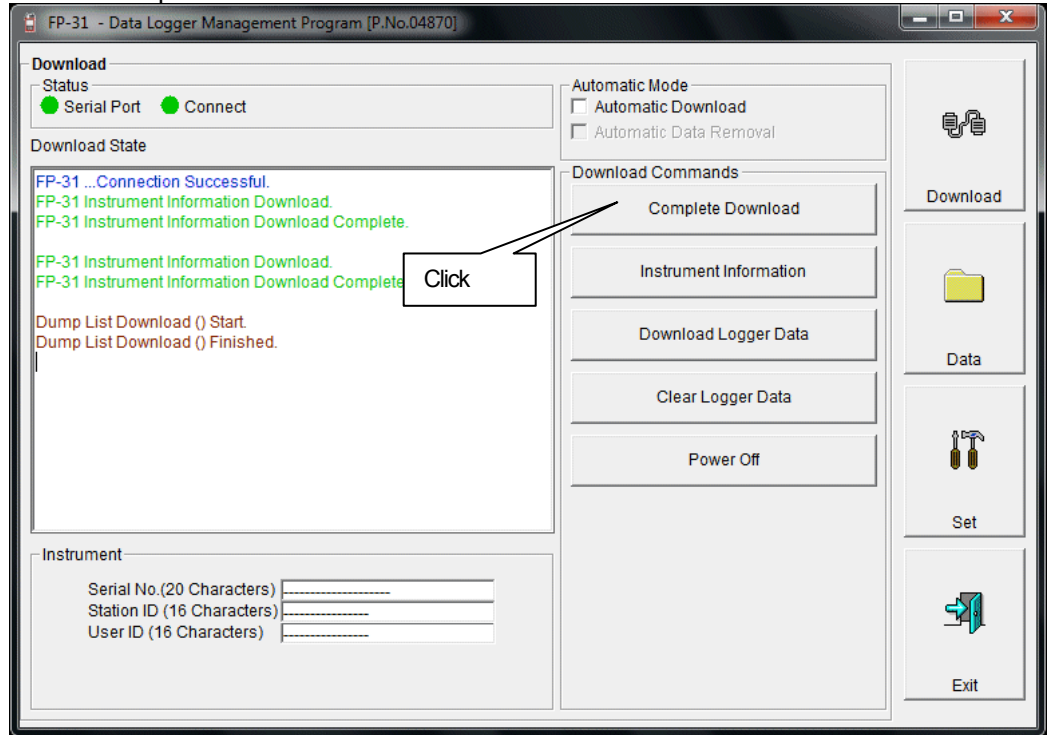 FP-31 - Data Logger Management Program [P.No.04870]
Download
Status
Serial Port Connect
Download State
FP-31 ...Connection Successful.
FP-31 Instrument Information Download.
FP-31 Instrument Information Download Complete.
FP-31 Instrument Information Download.
FP-31 Instrument Information Download Complete
Dump List Download () Start.
Dump List Download () Finished.
Click
Instrument
Serial No.(20 Characters) --------------------
Station ID (16 Characters) ----------------
User ID (16 Characters) ----------------
Automatic Mode
Automatic Download
Automatic Data Removal
Download Commands
Complete Download
Instrument Information
Download Logger Data
Clear Logger Data
Power Off
Download
Data
Set
Exit